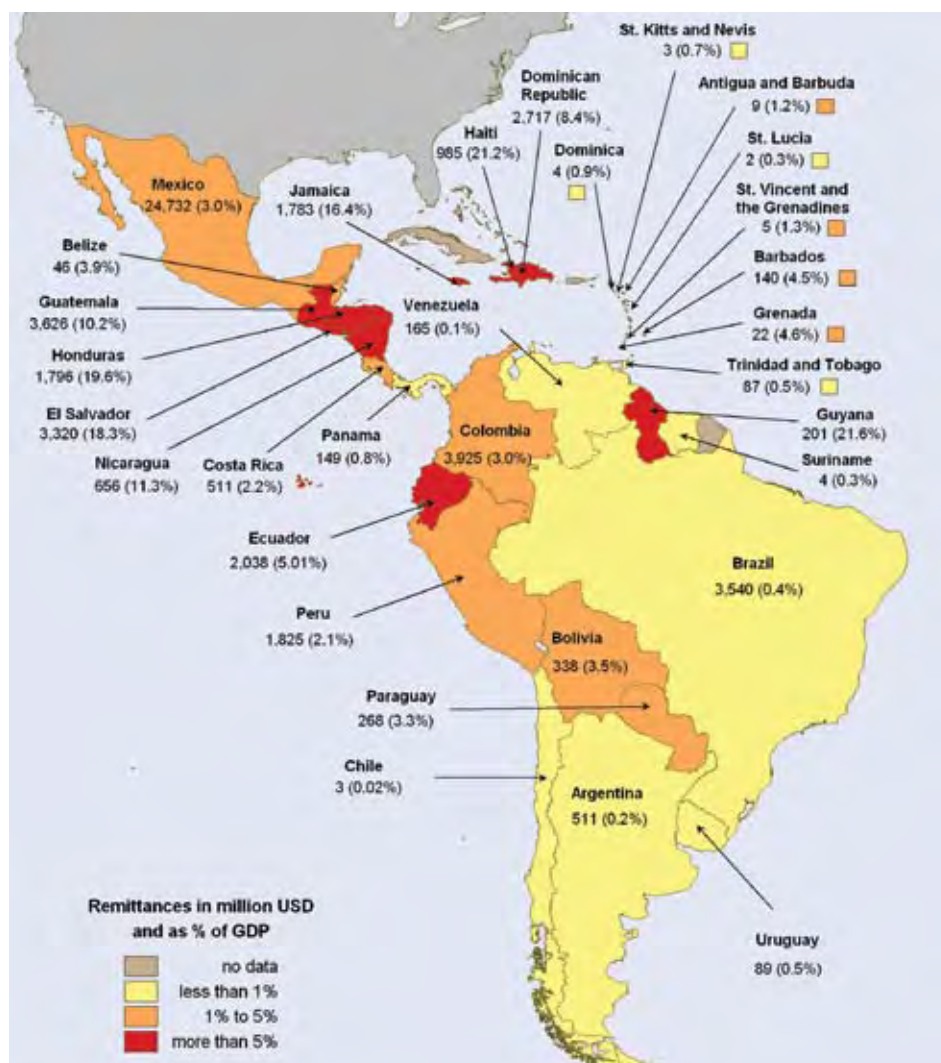 St. Kitts and Nevis
3 (0.7%)
Dominican
Republic
2,717 (8.4%)
Antigua and Barbuda
9 (1.2%)
Haiti
985 (21.2%)
Dominica
4 (0.9%)
St. Lucia
2 (0.3%)
Mexico
24,732 (3.0%)
Jamaica
1,783 (16.4%)
St. Vincent and
the Grenadines
5 (1.3%)
Belize
46 (3.9%)
Barbados
140 (4.5%)
Guatemala
3,626 (10.2%)
Venezuela
165 (0.1%)
Grenada
22 (4.6%)
Honduras
1,796 (19.6%)
Trinidad and Tobago
87 (0.5%)
El Salvador
3,320 (18.3%)
Guyana
201 (21.6%)
Panama
149 (0.8%)
Colombia
3,925 (3.0%)
Nicaragua
656 (11.3%)
Costa Rica
511 (2.2%)
Suriname
4 (0.3%)
Ecuador
2,038 (5.01%)
Brazil
3,540 (0.4%)
Peru
1.825 (2.1%)
Bolivia
338 (3.5%)
Paraguay
268 (3.3%)
Chile
3 (0.02%)
Argentina
511 (0.2%)
Uruguay
89 (0.5%)
Remittances in million USD
and as % of GDP
no data
less than 1%
1% to 5%
more than 5%